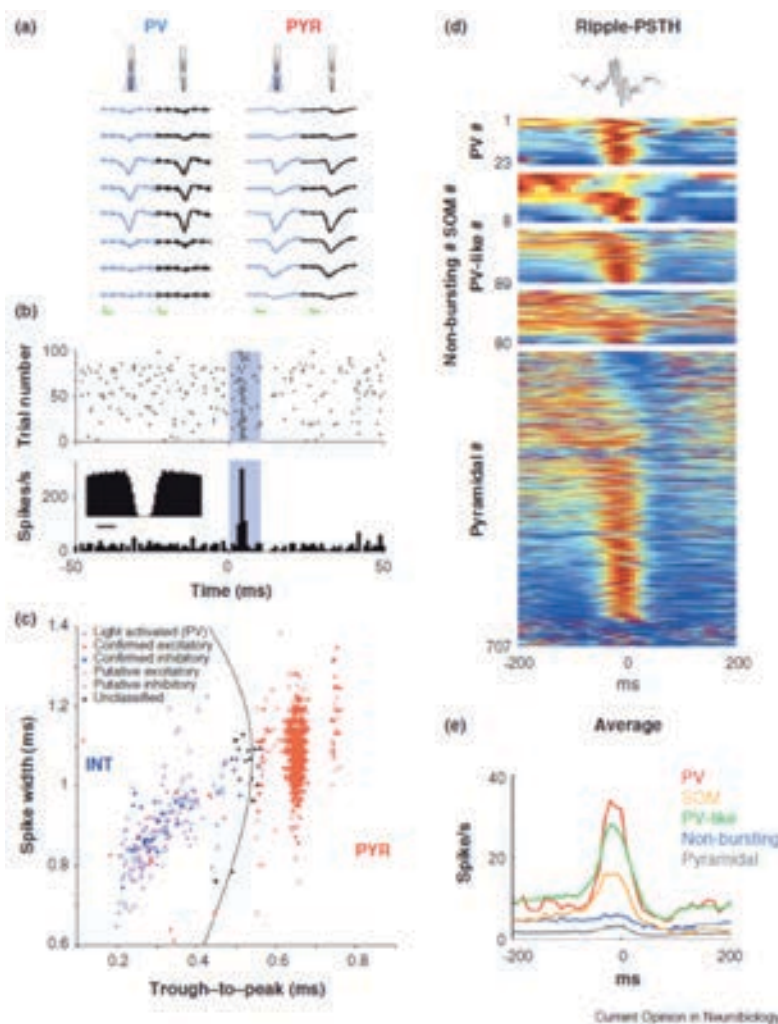 (a)
PV PYR
(b)
Trial number
100
50
0
Spikes/s
200
0
-50 0 50
Time (ms)
(c)
Light activated (PV)
Confirmed excitatory
Confirmed inhibitory
Putative excitatory
Putative inhibitory
Unclassified
INT
PYR
Spike width (ms)
1.4
1.2
1
0.8
0.6
0.2 0.4 0.6 0.8
Trough-to-peak (ms)
(d) Ripple-PSTH
PV #
1
23
SOM #
8
PV-like #
89
Non-bursting #
60
Pyramidal #
707
-200 0 200
ms
(e) Average
Spike/s
40
20
0
PV
SOM
PV-like
Non-bursting
Pyramidal
-200 0 200
ms
Current Opinion in Neurobiology